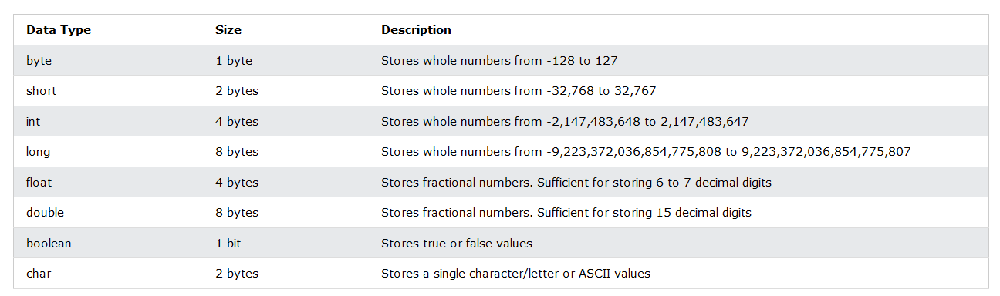 Data Type Size Description
byte 1 byte Stores whole numbers from -128 to 127
short 2 bytes Stores whole numbers from -32,768 to 32,767
int 4 bytes Stores whole numbers from -2,147,483,648 to 2,147,483,647
long 8 bytes Stores whole numbers from -9,223,372,036,854,775,808 to 9,223,372,036,854,775,807
float 4 bytes Stores fractional numbers. Sufficient for storing 6 to 7 decimal digits
double 8 bytes Stores fractional numbers. Sufficient for storing 15 decimal digits
boolean 1 bit Stores true or false values
char 2 bytes Stores a single character/letter or ASCII values